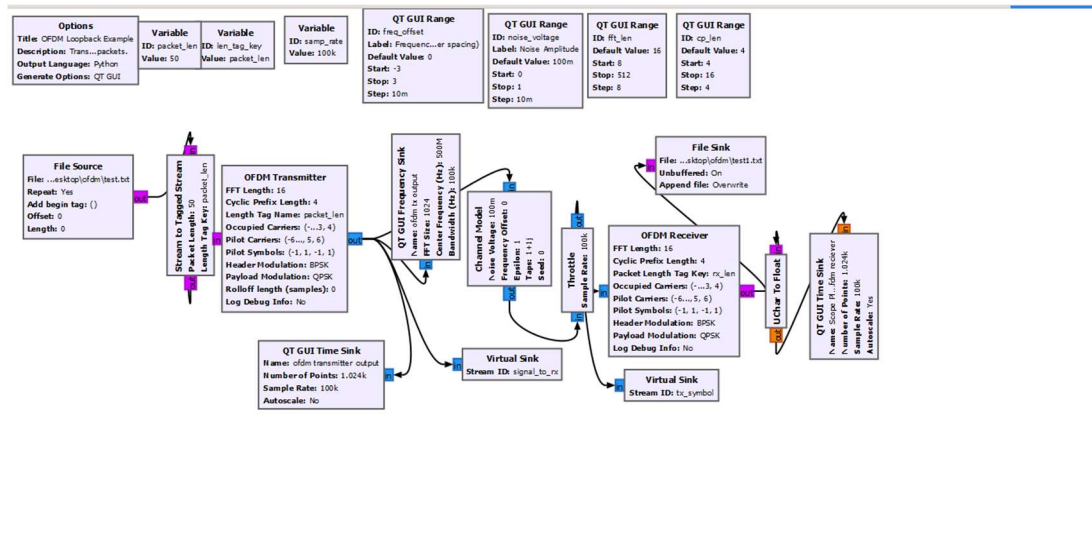 Options
Title: OFDM Loopback Example
Description: Trans...packets.
Output Language: Python
Generate Options: QT GUI
Variable
ID: packet_len
Value: 50
Variable
ID: len_tag_key
Value: packet_len
Variable
ID: samp_rate
Value: 100k
QT GUI Range
ID: freq_offset
Label: Frequenc...er spacing)
Default Value: 0
Start: -3
Stop: 3
Step: 10m
QT GUI Range
ID: noise_voltage
Label: Noise Amplitude
Default Value: 100m
Start: 0
Stop: 1
Step: 10m
QT GUI Range
ID: fft_len
Default Value: 16
Start: 8
Stop: 512
Step: 8
QT GUI Range
ID: cp_len
Default Value: 4
Start: 4
Stop: 16
Step: 4
File Source
File: ...esktop\ofdm\test.txt
Repeat: Yes
Add begin tag: ()
Offset: 0
Length: 0
out
in
Stream to Tagged Stream
Packet Length: 50
Length Tag Key: packet_len
out
in
OFDM Transmitter
FFT Length: 16
Cyclic Prefix Length: 4
Length Tag Name: packet_len
Occupied Carriers: (-...3, 4)
Pilot Carriers: (-6..., 5, 6)
Pilot Symbols: (-1, 1, -1, 1)
Header Modulation: BPSK
Payload Modulation: QPSK
Rolloff length (samples): 0
Log Debug Info: No
out
QT GUI Frequency Sink
Name: ofdm tx output
FFT Size: 1024
Center Frequency (Hz): 500M
Bandwidth (Hz): 100k
in
in
Channel Model
Noise Voltage: 100m
Frequency Offset: 0
Epsilon: 1
Taps: 1+1j
Seed: 0
out
out
Throttle
Sample Rate: 100k
in
in
OFDM Receiver
FFT Length: 16
Cyclic Prefix Length: 4
Packet Length Tag Key: rx_len
Occupied Carriers: (-...3, 4)
Pilot Carriers: (-6..., 5, 6)
Pilot Symbols: (-1, 1, -1, 1)
Header Modulation: BPSK
Payload Modulation: QPSK
Log Debug Info: No
out
in
File Sink
File: ...sktop\ofdm\test1.txt
Unbuffered: On
Append file: Overwrite
in
UChar To Float
out
in
QT GUI Time Sink
Name: Scope Pl...fdm reciever
Number of Points: 1.024k
Sample Rate: 100k
Autoscale: Yes
QT GUI Time Sink
Name: ofdm transmitter output
Number of Points: 1.024k
Sample Rate: 100k
Autoscale: No
in
in
Virtual Sink
Stream ID: signal_to_rx
in
Virtual Sink
Stream ID: tx_symbol